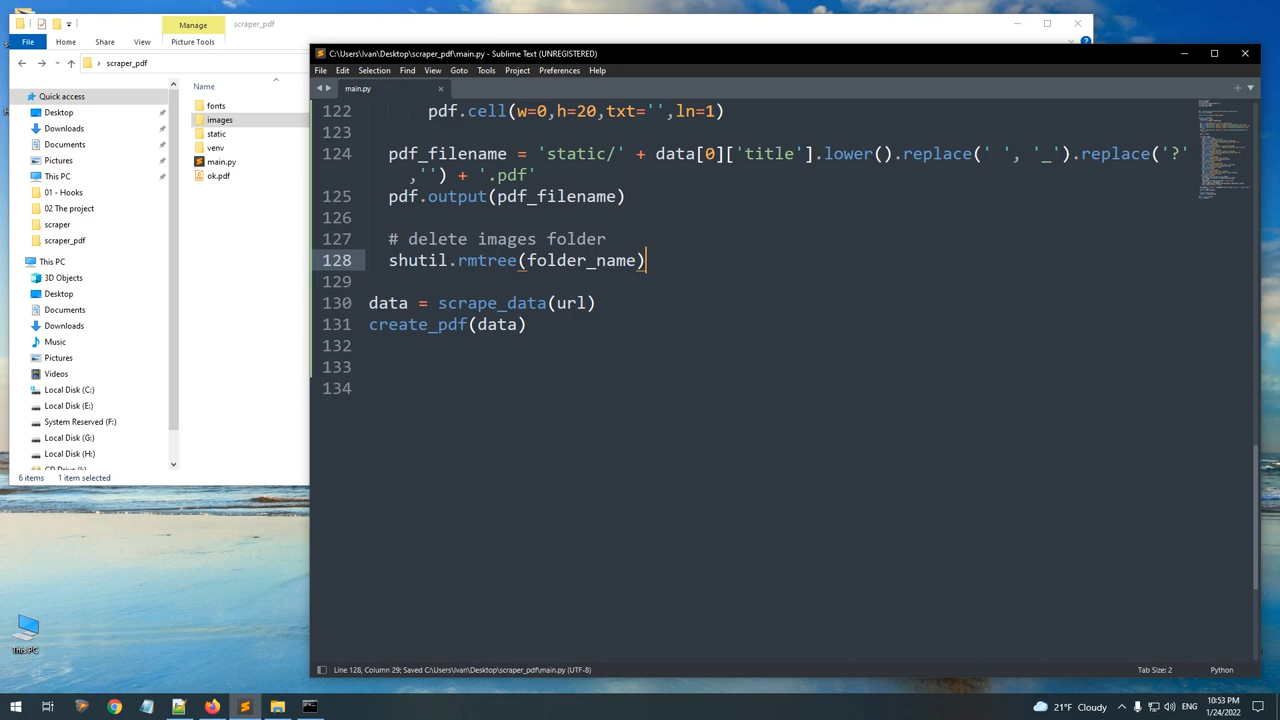 Manage
scraper_pdf
File
Home
Share
View
Picture Tools
scraper_pdf
Name
Quick access
Desktop
Downloads
Documents
Pictures
This PC
01 - Hooks
02 The project
scraper
scraper_pdf
This PC
3D Objects
Desktop
Documents
Downloads
Music
Pictures
Videos
Local Disk (C:)
Local Disk (E:)
System Reserved (F:)
Local Disk (G:)
Local Disk (H:)
fonts
images
static
venv
main.py
ok.pdf
6 items
1 item selected
C:\Users\Ivan\Desktop\scraper_pdf\main.py - Sublime Text (UNREGISTERED)
File Edit Selection Find View Goto Tools Project Preferences Help
main.py
122 pdf.cell(w=0,h=20,txt='',ln=1)
123
124 pdf_filename = 'static/' + data[0]['title'].lower().replace(' ', '_').replace('?'
,'') + '.pdf'
125 pdf.output(pdf_filename)
126
127 # delete images folder
128 shutil.rmtree(folder_name)
129
130 data = scrape_data(url)
131 create_pdf(data)
132
133
134
Line 128, Column 29; Saved C:\Users\Ivan\Desktop\scraper_pdf\main.py (UTF-8)
Tab Size: 2
Python
This PC
21°F Cloudy
ENG
10:53 PM
1/24/2022